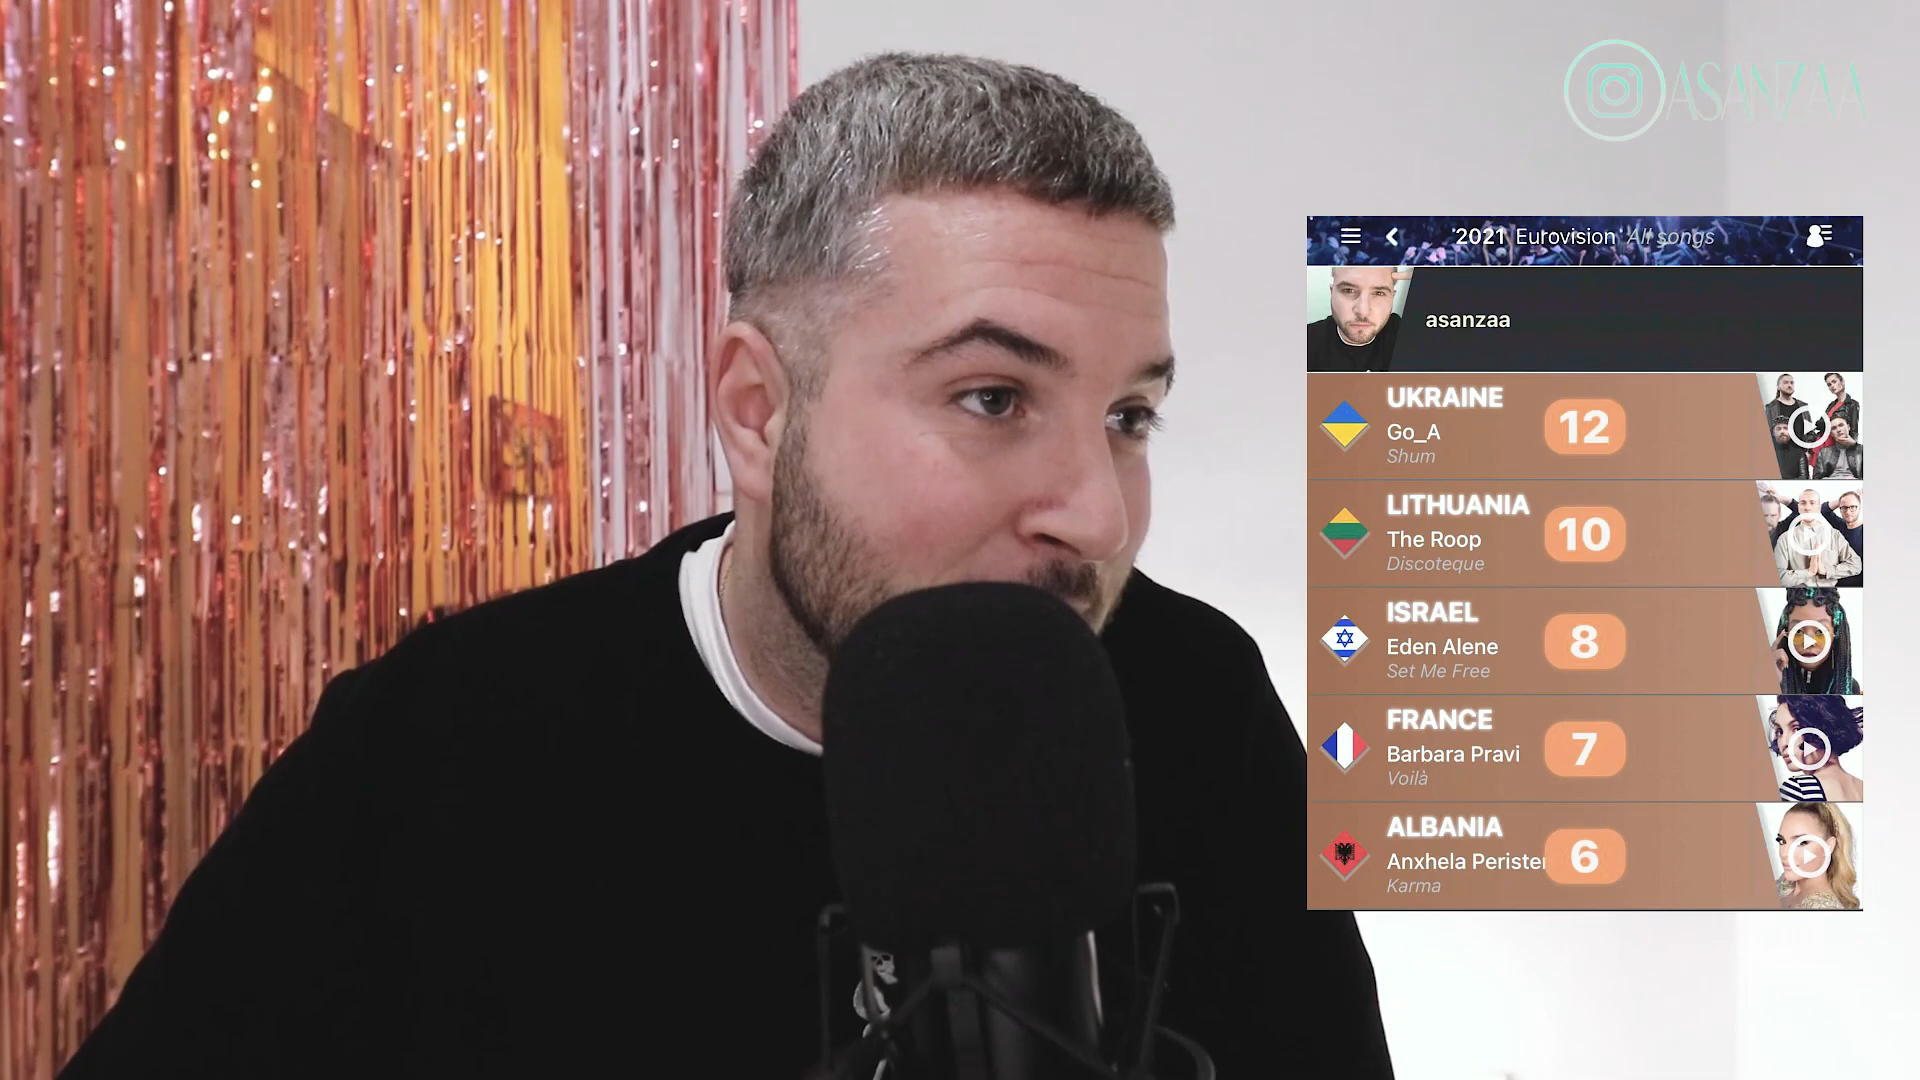 ASANZAA
2021 Eurovision All songs
asanzaa
UKRAINE
Go_A
Shum
12
LITHUANIA
The Roop
Discoteque
10
ISRAEL
Eden Alene
Set Me Free
8
FRANCE
Barbara Pravi
Voilà
7
ALBANIA
Anxhela Perister
Karma
6